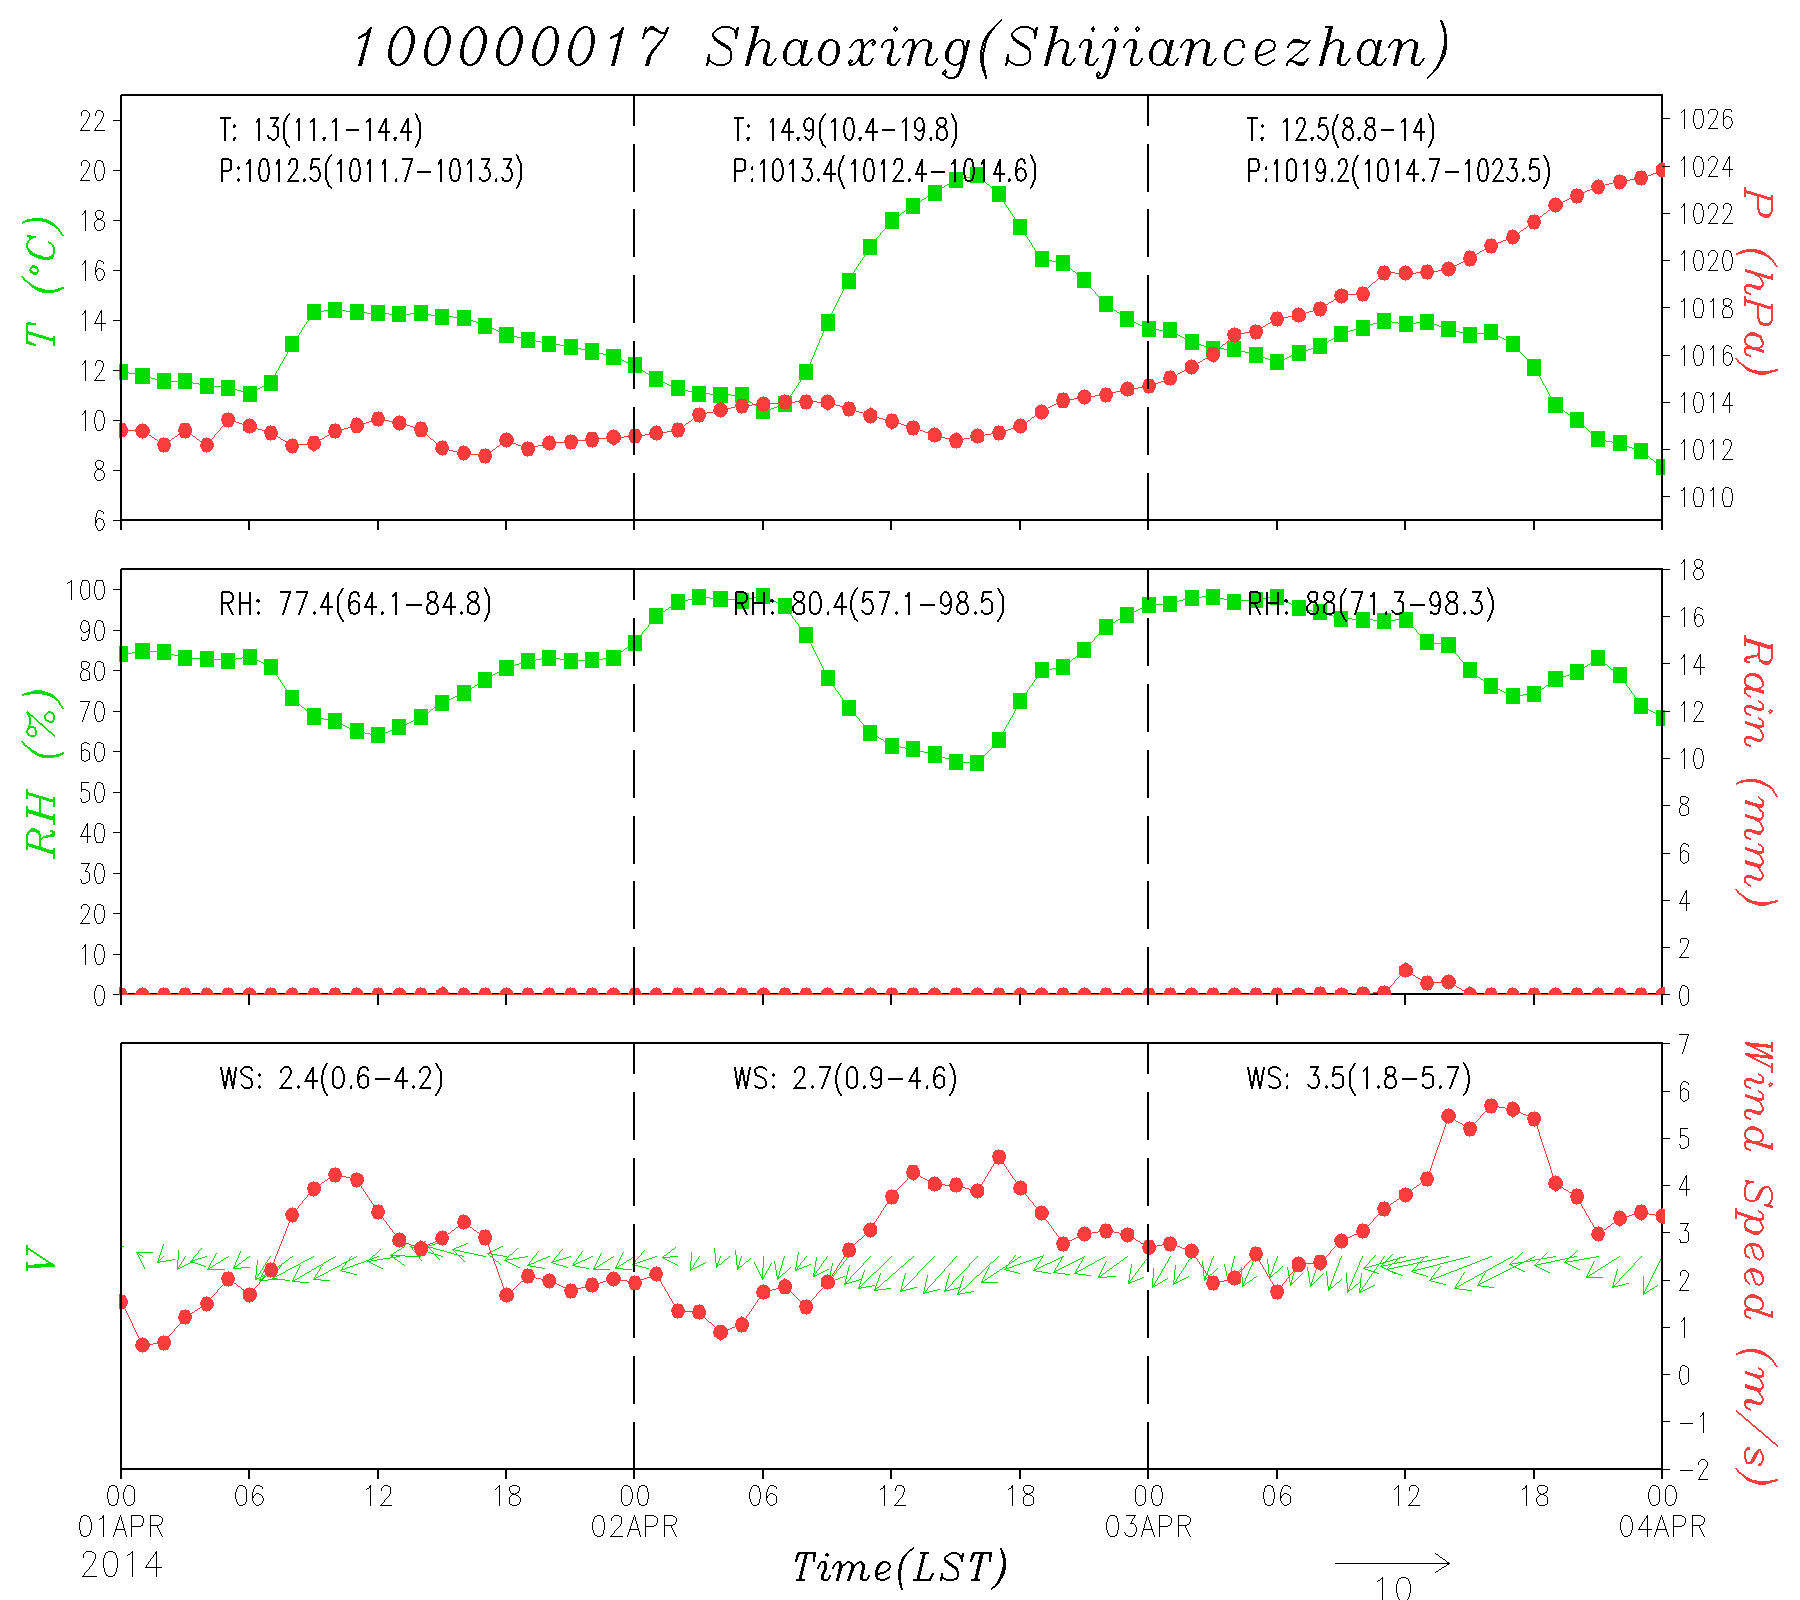 100000017 Shaoxing(Shijiancezhan)
T: 13(11.1-14.4)
P:1012.5(1011.7-1013.3)
T: 14.9(10.4-19.8)
P:1013.4(1012.4-1014.6)
T: 12.5(8.8-14)
P:1019.2(1014.7-1023.5)
T (°C)
22
20
18
16
14
12
10
8
6
P (hPa)
1026
1024
1022
1020
1018
1016
1014
1012
1010
RH: 77.4(64.1-84.8)
RH: 80.4(57.1-98.5)
RH: 88(71.3-98.3)
RH (%)
100
90
80
70
60
50
40
30
20
10
0
Rain (mm)
18
16
14
12
10
8
6
4
2
0
WS: 2.4(0.6-4.2)
WS: 2.7(0.9-4.6)
WS: 3.5(1.8-5.7)
V
Wind Speed (m/s)
7
6
5
4
3
2
1
0
-1
-2
00 06 12 18 00 06 12 18 00 06 12 18 00
01APR 02APR 03APR 04APR
2014
Time(LST)
10